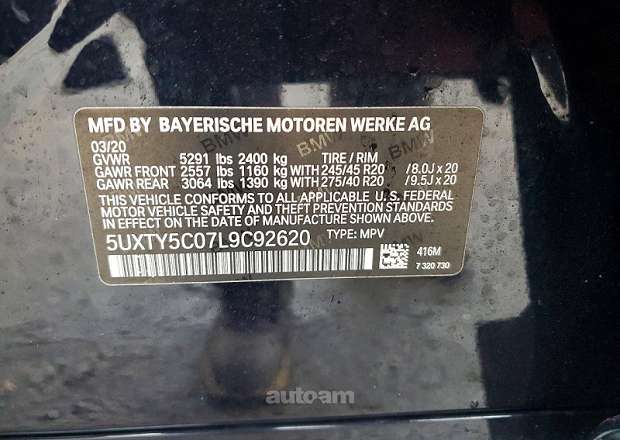 MFD BY BAYERISCHE MOTOREN WERKE AG
03/20
GVWR 5291 lbs 2400 kg TIRE / RIM
GAWR FRONT 2557 lbs 1160 kg WITH 245/45 R20 /8.0J x 20
GAWR REAR 3064 lbs 1390 kg WITH 275/40 R20 /9.5J x 20
THIS VEHICLE CONFORMS TO ALL APPLICABLE U. S. FEDERAL
MOTOR VEHICLE SAFETY AND THEFT PREVENTION STANDARDS
IN EFFECT ON THE DATE OF MANUFACTURE SHOWN ABOVE.
5UXTY5C07L9C92620 TYPE: MPV
416M
7 320 730
autoam